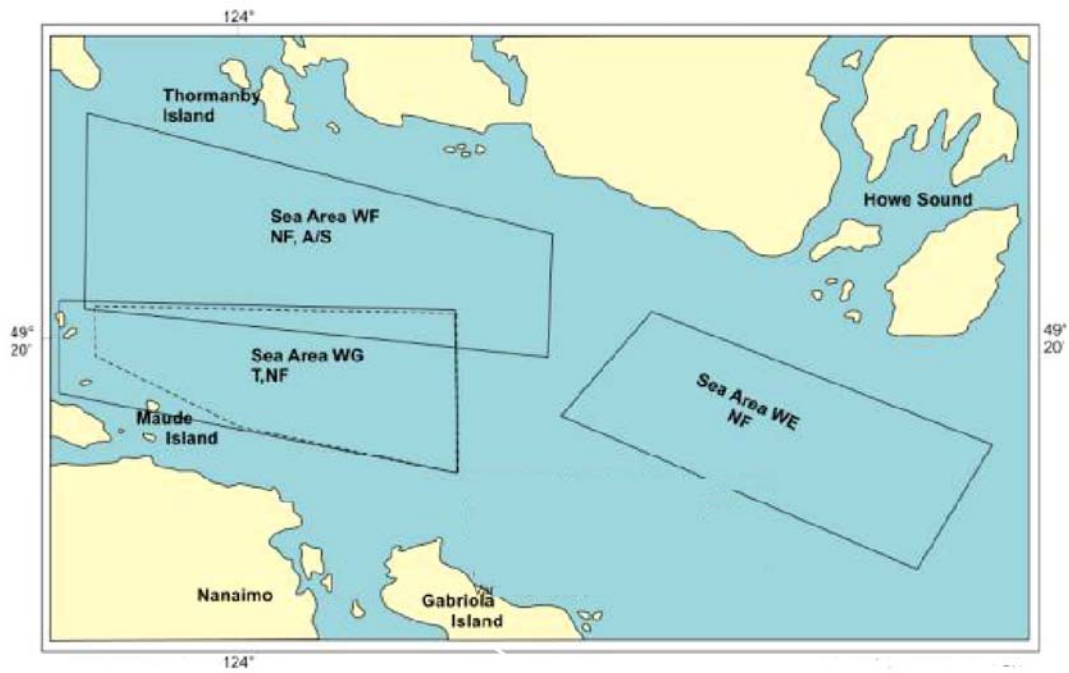 124°
Thormanby
Island
Sea Area WF
NF, A/S
Howe Sound
49°
20'
49°
20'
Sea Area WG
T,NF
Sea Area WE
NF
Maude
Island
Nanaimo
Gabriola
Island
124°